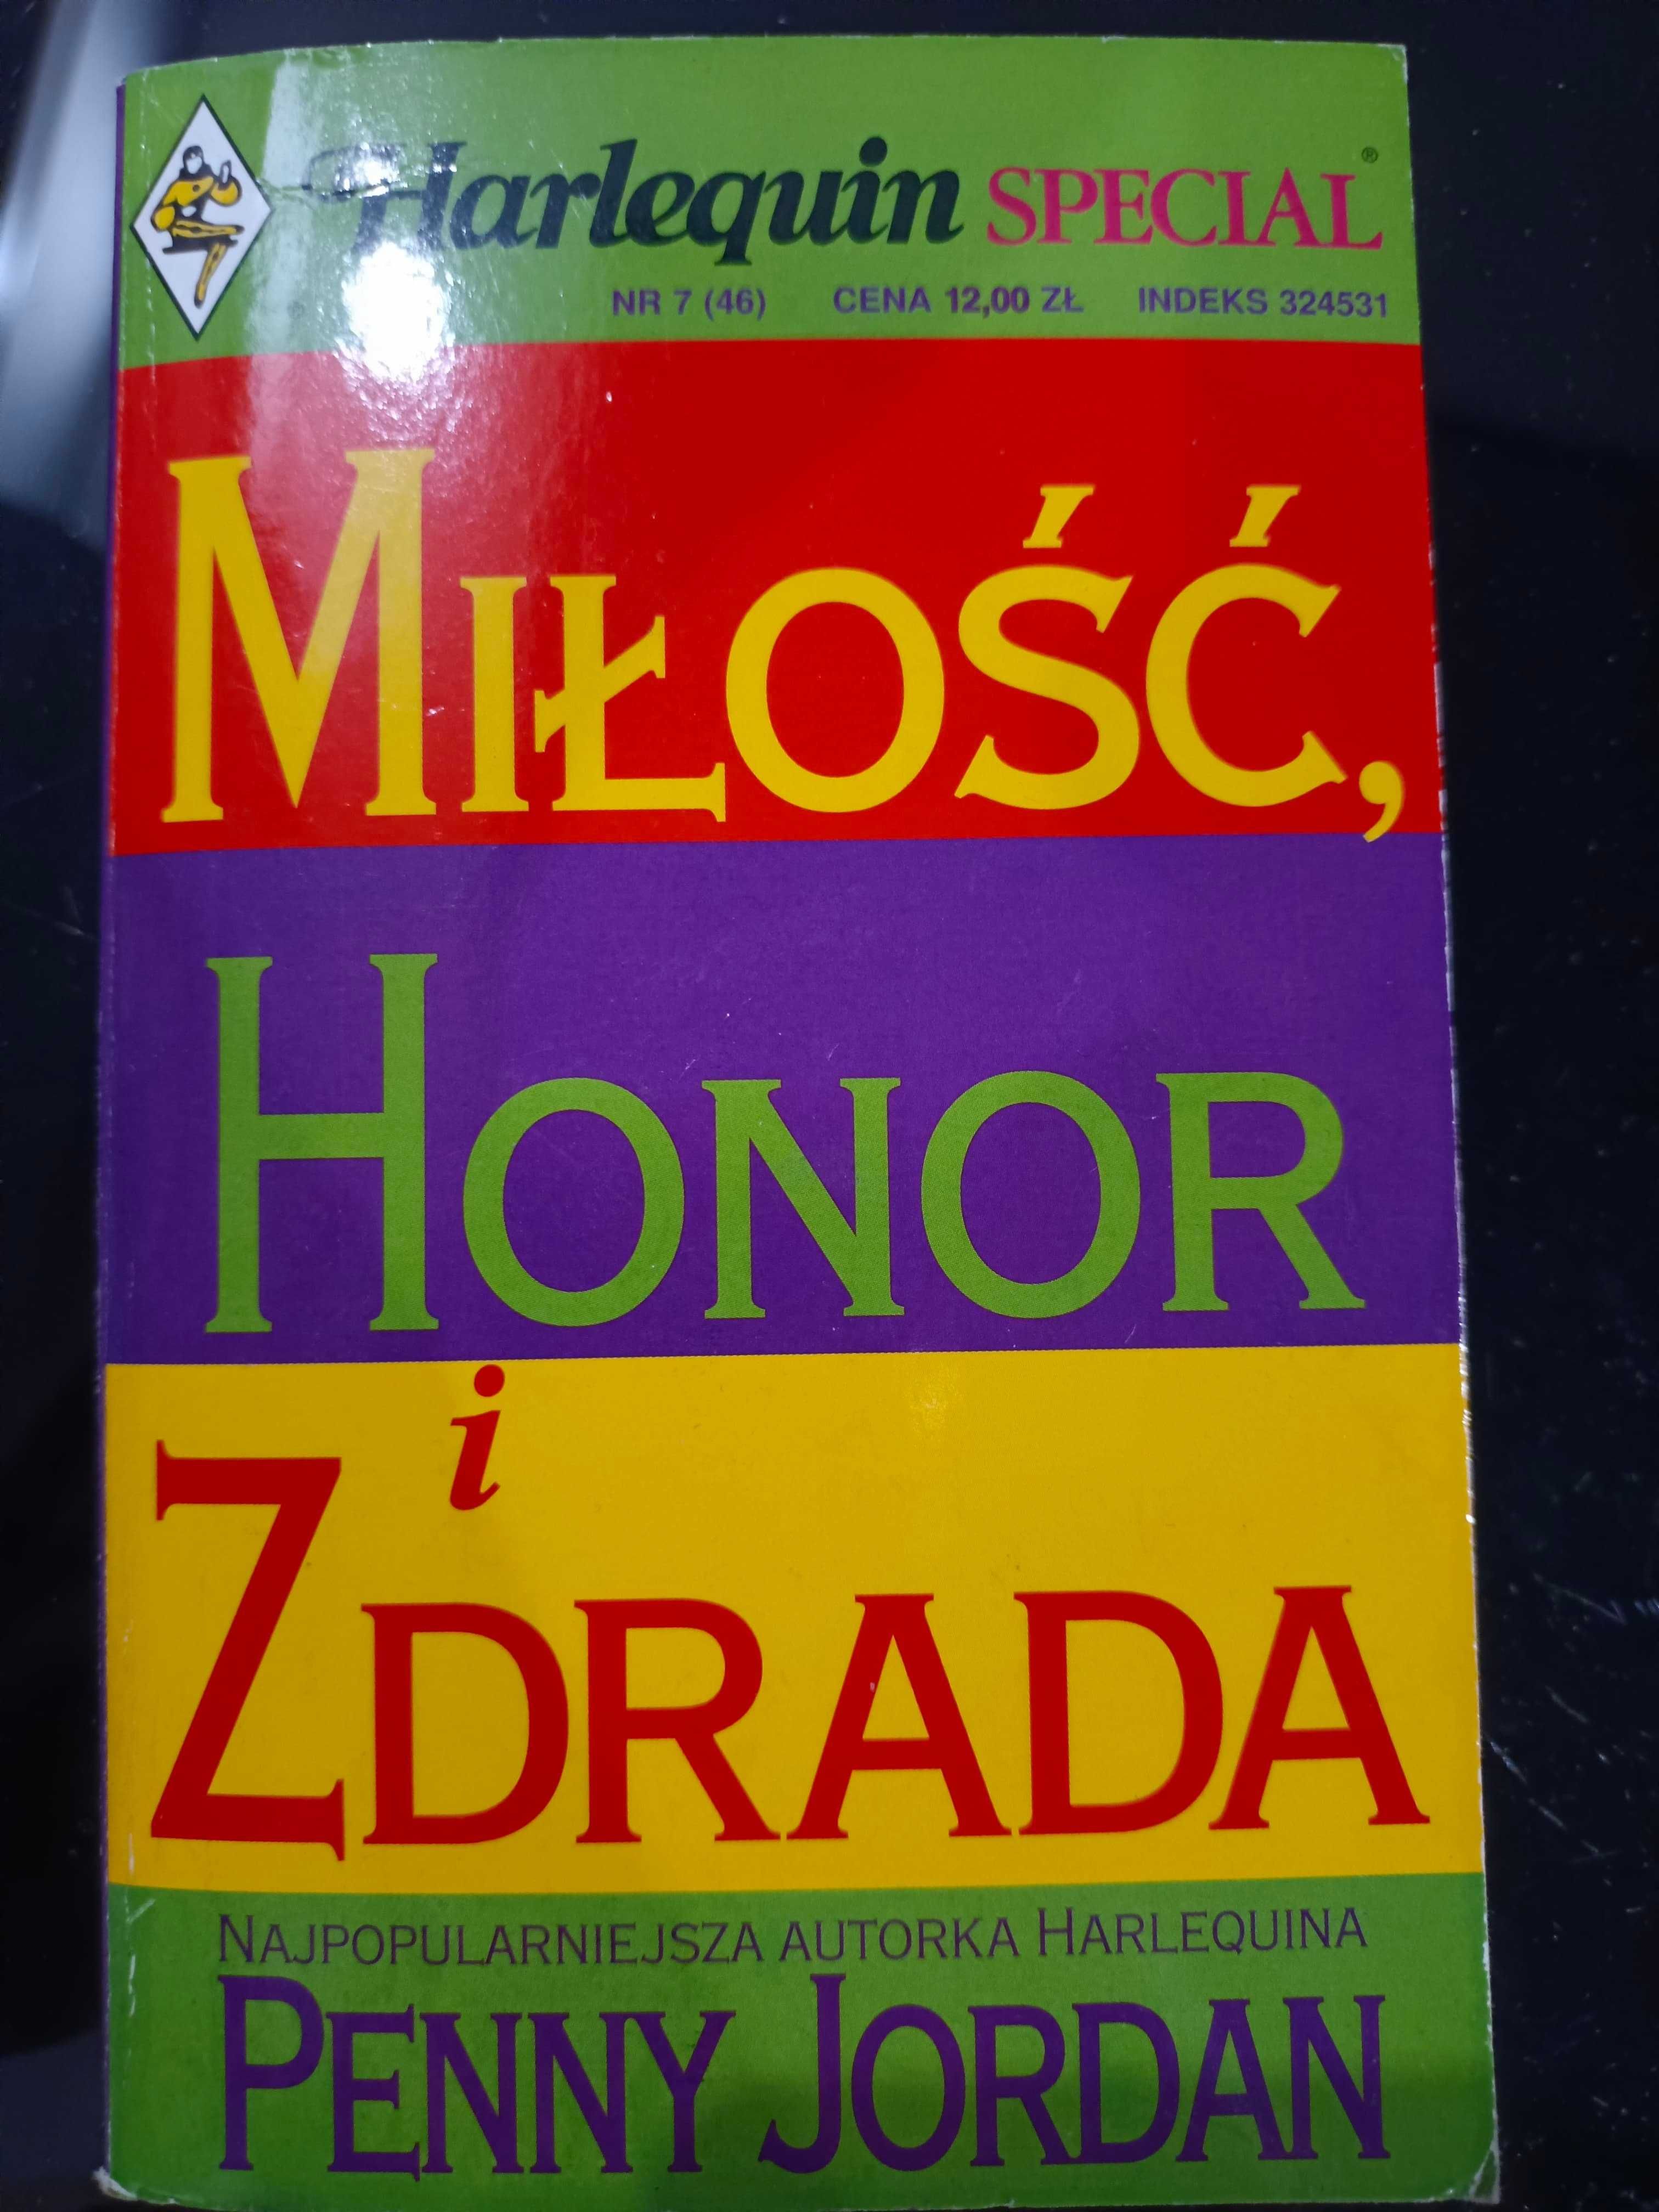 Harlequin SPECIAL ®
NR 7 (46) CENA 12,00 ZŁ INDEKS 324531
MIŁOŚĆ,
HONOR
i
ZDRADA
NAJPOPULARNIEJSZA AUTORKA HARLEQUINA
PENNY JORDAN